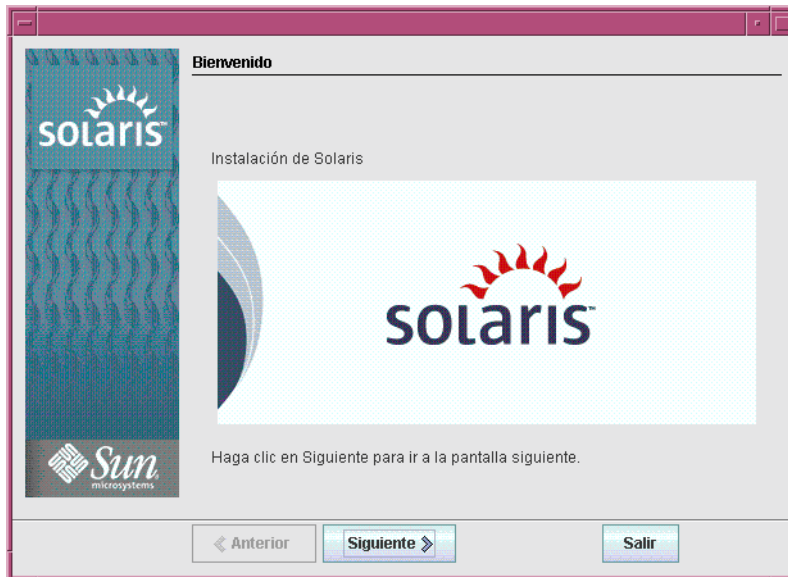 Bienvenido
solaris
Instalación de Solaris
solaris™
Haga clic en Siguiente para ir a la pantalla siguiente.
Sun
microsystems
Anterior
Siguiente
Salir